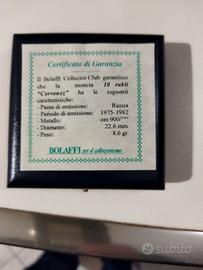 Certificato di Garanzia
Il Bolaffi Collector Club garantisce
che la moneta 10 rubli
"Cervonez" ha le seguenti
caratteristiche:
- Paese di emissione: Russia
- Periodo di emissione: 1975-1982
- Metallo: oro 900/°°°
- Diametro: 22.6 mm.
- Peso: 8.6 gr.
BOLAFFI per il collezionismo
subito.it